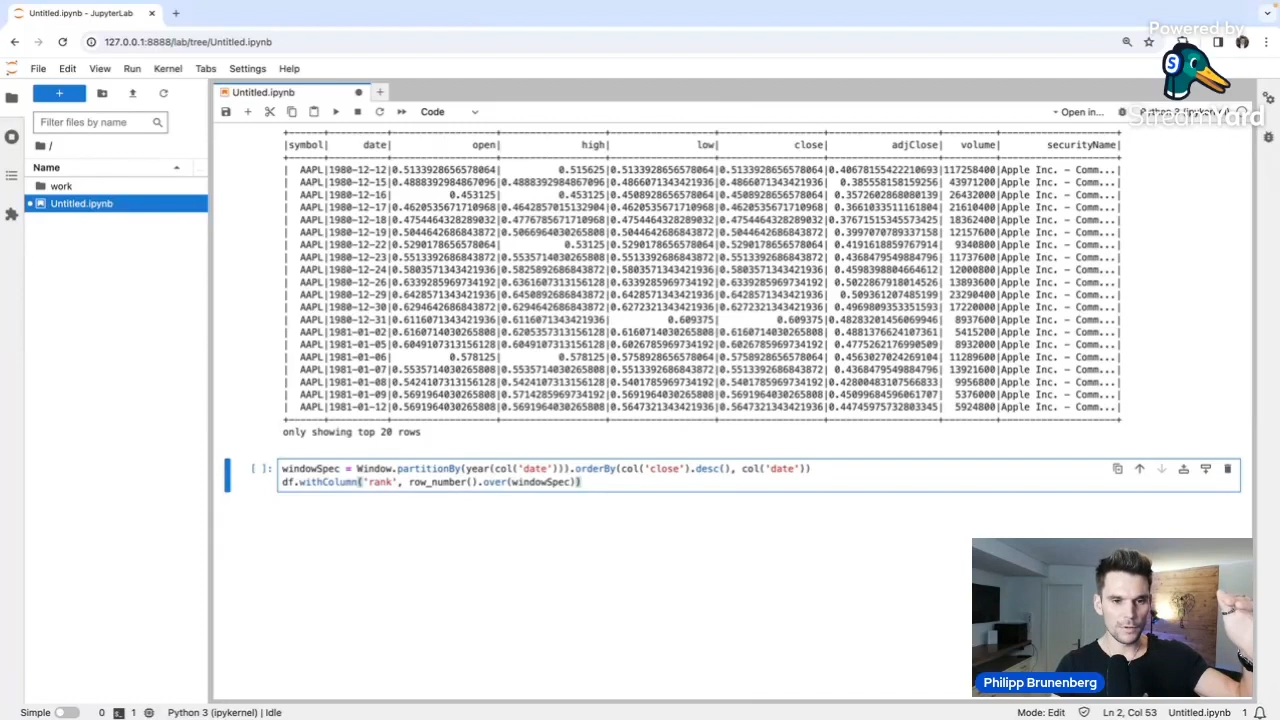 Untitled.ipynb - JupyterLab
127.0.0.1:8888/lab/tree/Untitled.ipynb
Powered by
StreamYard
File Edit View Run Kernel Tabs Settings Help
Filter files by name
/
Name
work
Untitled.ipynb
Untitled.ipynb
Code
Open in...
Python 3 (ipykernel)
|symbol| date| open| high| low| close| adjClose| volume| securityName|
| AAPL|1980-12-12|0.5133928656578064| 0.515625|0.5133928656578064|0.5133928656578064|0.40678155422210693|117258400|Apple Inc. - Comm...|
| AAPL|1980-12-15|0.4888392984867096|0.4888392984867096|0.4866071343421936|0.4866071343421936| 0.385558158159256| 43971200|Apple Inc. - Comm...|
| AAPL|1980-12-16| 0.453125| 0.453125|0.4508928656578064|0.4508928656578064| 0.3572602868080139| 26432000|Apple Inc. - Comm...|
| AAPL|1980-12-17|0.4620535671710968|0.4642857015132904|0.4620535671710968|0.4620535671710968| 0.3661033511161804| 21610400|Apple Inc. - Comm...|
| AAPL|1980-12-18|0.4754464328289032|0.4776785671710968|0.4754464328289032|0.4754464328289032|0.37671515345573425| 18362400|Apple Inc. - Comm...|
| AAPL|1980-12-19|0.5044642686843872|0.5066964030265808|0.5044642686843872|0.5044642686843872| 0.3997070789337158| 12157600|Apple Inc. - Comm...|
| AAPL|1980-12-22|0.5290178656578064| 0.53125|0.5290178656578064|0.5290178656578064| 0.4191618859767914| 9340800|Apple Inc. - Comm...|
| AAPL|1980-12-23|0.5513392686843872|0.5535714030265808|0.5513392686843872|0.5513392686843872| 0.4368479549884796| 11737600|Apple Inc. - Comm...|
| AAPL|1980-12-24|0.5803571343421936|0.5825892686843872|0.5803571343421936|0.5803571343421936| 0.4598398804664612| 12000800|Apple Inc. - Comm...|
| AAPL|1980-12-26|0.6339285969734192|0.6361607313156128|0.6339285969734192|0.6339285969734192| 0.5022867918014526| 13893600|Apple Inc. - Comm...|
| AAPL|1980-12-29|0.6428571343421936|0.6450892686843872|0.6428571343421936|0.6428571343421936| 0.509361207485199| 23290400|Apple Inc. - Comm...|
| AAPL|1980-12-30|0.6294642686843872|0.6294642686843872|0.6272321343421936|0.6272321343421936| 0.4969809353351593| 17220000|Apple Inc. - Comm...|
| AAPL|1980-12-31|0.6116071343421936|0.6116071343421936| 0.609375| 0.609375|0.48283201456069946| 8937600|Apple Inc. - Comm...|
| AAPL|1981-01-02|0.6160714030265808|0.6205357313156128|0.6160714030265808|0.6160714030265808| 0.4881376624107361| 5415200|Apple Inc. - Comm...|
| AAPL|1981-01-05|0.6049107313156128|0.6049107313156128|0.6026785969734192|0.6026785969734192| 0.4775262176990509| 8932000|Apple Inc. - Comm...|
| AAPL|1981-01-06| 0.578125| 0.578125|0.5758928656578064|0.5758928656578064| 0.4563027024269104| 11289600|Apple Inc. - Comm...|
| AAPL|1981-01-07|0.5535714030265808|0.5535714030265808|0.5513392686843872|0.5513392686843872| 0.4368479549884796| 13921600|Apple Inc. - Comm...|
| AAPL|1981-01-08|0.5424107313156128|0.5424107313156128|0.5401785969734192|0.5401785969734192|0.42800483107566833| 9956800|Apple Inc. - Comm...|
| AAPL|1981-01-09|0.5691964030265808|0.5714285969734192|0.5691964030265808|0.5691964030265808| 0.45099684596061707| 5376000|Apple Inc. - Comm...|
| AAPL|1981-01-12|0.5691964030265808|0.5691964030265808|0.5647321343421936|0.5647321343421936| 0.44745975732803345| 5924800|Apple Inc. - Comm...|
only showing top 20 rows
[ ]: windowSpec = Window.partitionBy(year(col('date'))).orderBy(col('close').desc(), col('date'))
df.withColumn('rank', row_number().over(windowSpec))
Philipp Brunenberg
Simple 0 1 Python 3 (ipykernel) | Idle Mode: Edit Ln 2, Col 53 Untitled.ipynb 1